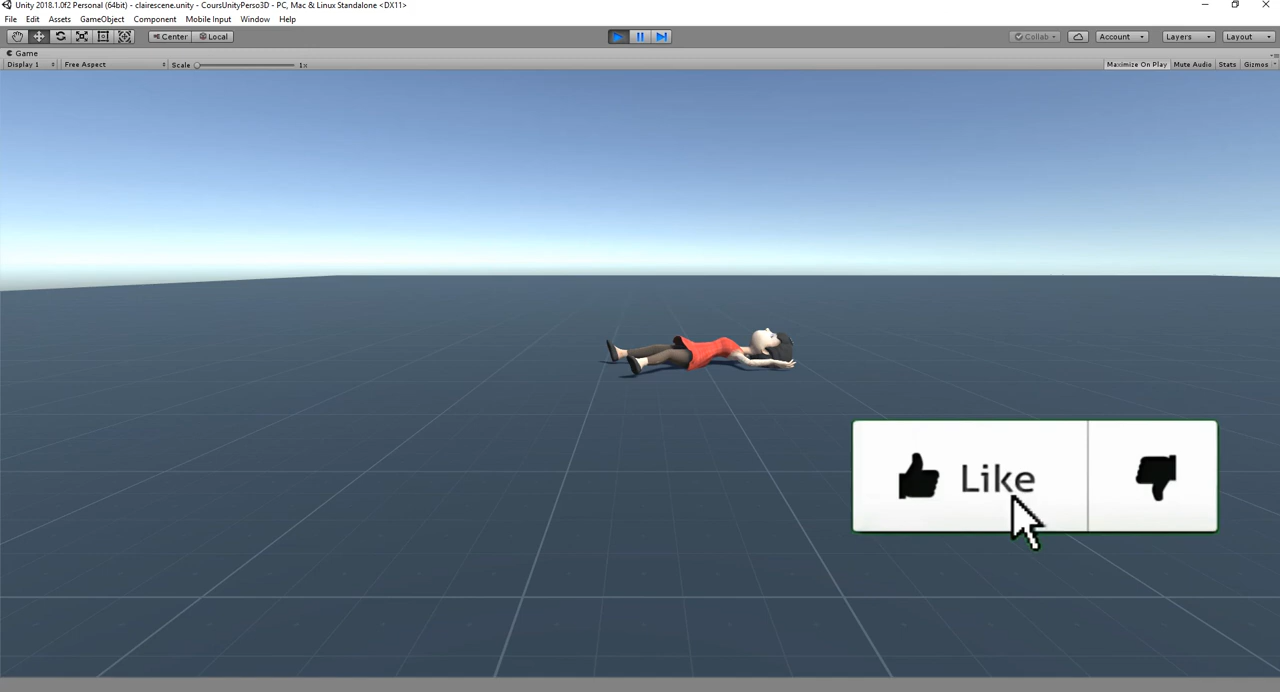 Unity 2018.1.0f2 Personal (64bit) - clairescene.unity - CoursUnityPerso3D - PC, Mac & Linux Standalone <DX11>
File Edit Assets GameObject Component Mobile Input Window Help
Center Local Collab Account Layers Layout
Game
Display 1 Free Aspect Scale 1x Maximize On Play Mute Audio Stats Gizmos
Like